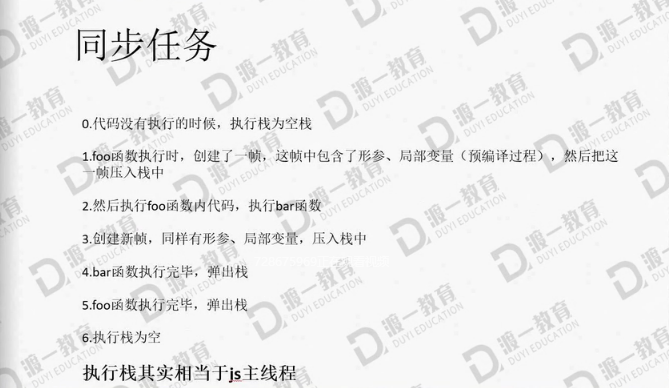 同步任务
0.代码没有执行的时候，执行栈为空栈
1.foo函数执行时，创建了一帧，这帧中包含了形参、局部变量（预编译过程），然后把这
一帧压入栈中
2.然后执行foo函数内代码，执行bar函数
3.创建新帧，同样有形参、局部变量，压入栈中
4.bar函数执行完毕，弹出栈
5.foo函数执行完毕，弹出栈
6.执行栈为空
执行栈其实相当于js主线程
渡一教育
DUYI EDUCATION